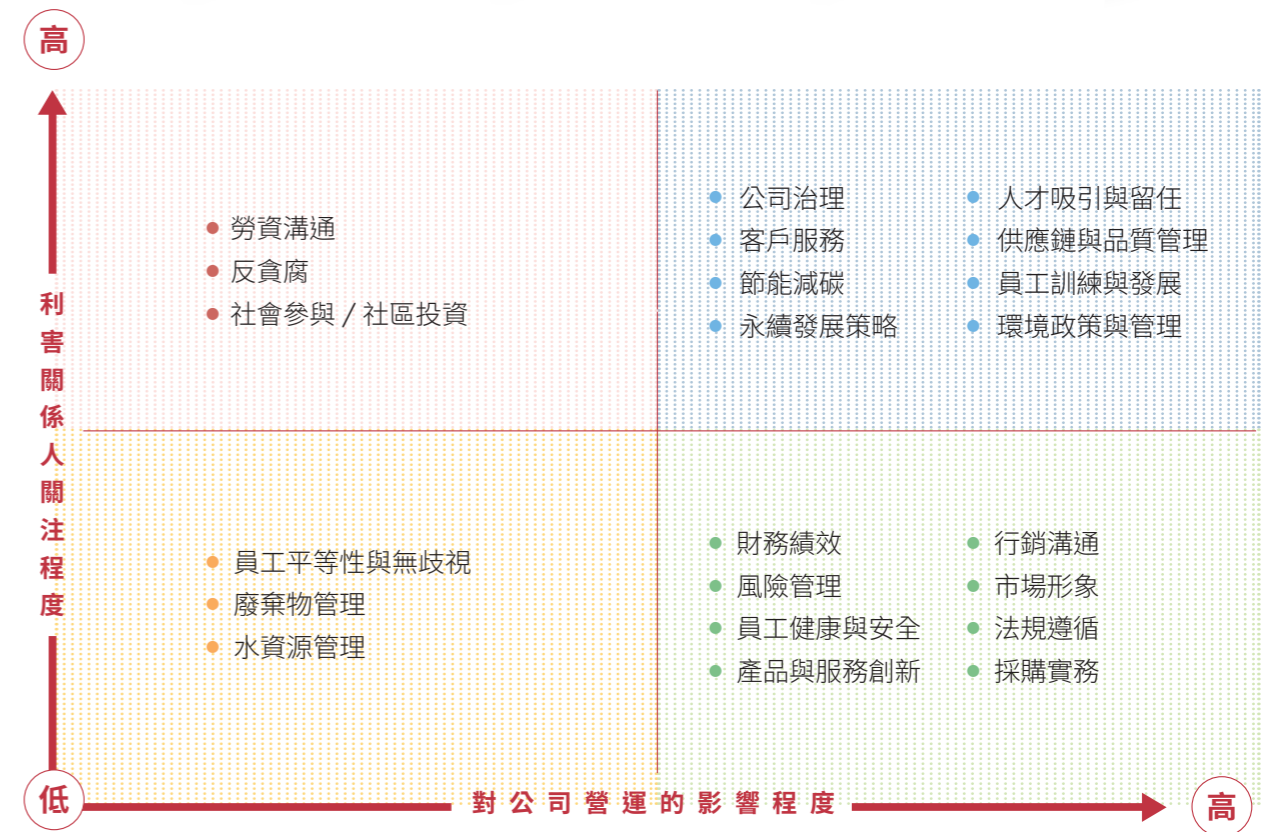 高
利害關係人關注程度
勞資溝通
反貪腐
社會參與 / 社區投資
公司治理
客戶服務
節能減碳
永續發展策略
人才吸引與留任
供應鏈與品質管理
員工訓練與發展
環境政策與管理
員工平等性與無歧視
廢棄物管理
水資源管理
財務績效
風險管理
員工健康與安全
產品與服務創新
行銷溝通
市場形象
法規遵循
採購實務
低
對公司營運的影響程度
高